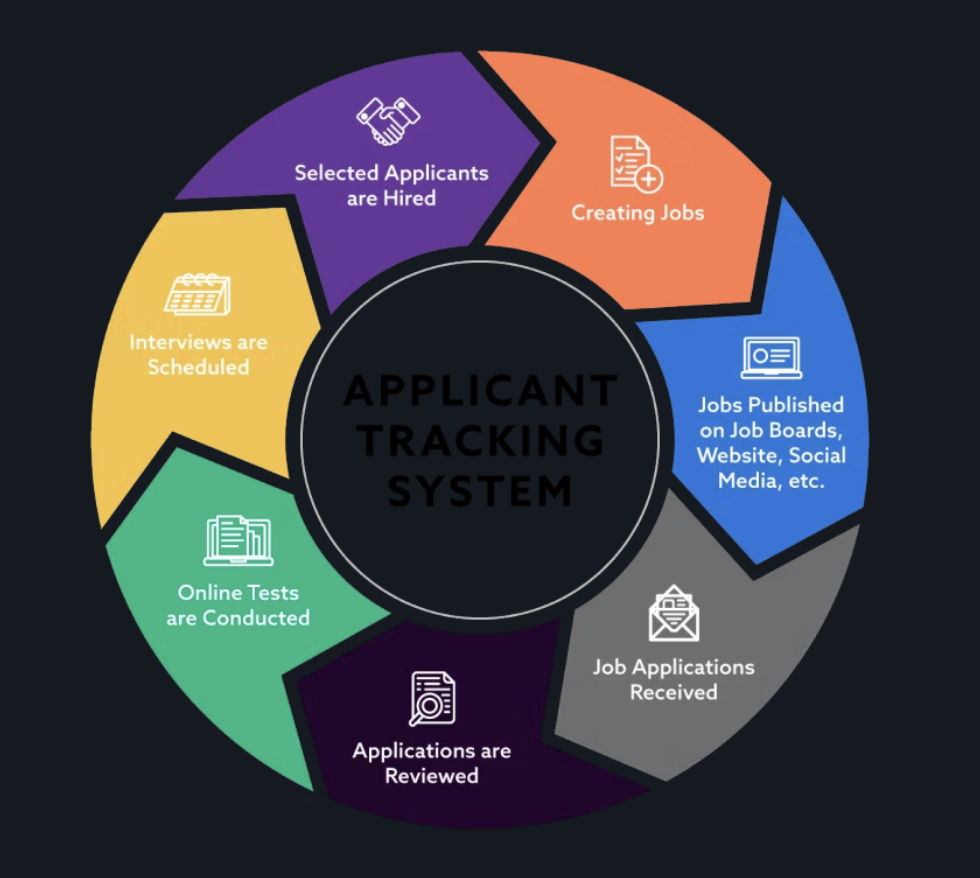 Selected Applicants
are Hired
Creating Jobs
Jobs Published
on Job Boards,
Website, Social
Media, etc.
Job Applications
Received
Applications are
Reviewed
Online Tests
are Conducted
Interviews are
Scheduled
APPLICANT
TRACKING
SYSTEM